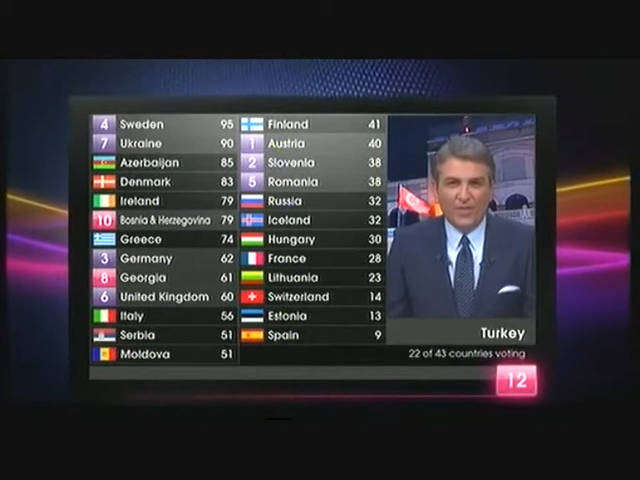 4 Sweden 95
7 Ukraine 90
Azerbaijan 85
Denmark 83
Ireland 79
10 Bosnia & Herzegovina 79
Greece 74
3 Germany 62
8 Georgia 61
6 United Kingdom 60
Italy 56
Serbia 51
Moldova 51
Finland 41
1 Austria 40
2 Slovenia 38
5 Romania 38
Russia 32
Iceland 32
Hungary 30
France 28
Lithuania 23
Switzerland 14
Estonia 13
Spain 9
Turkey
22 of 43 countries voting
12